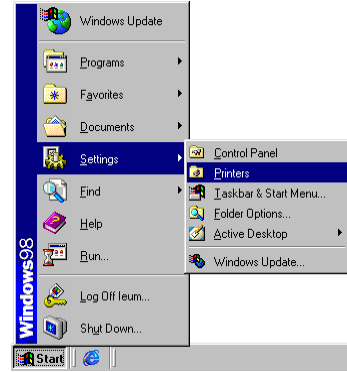 Windows Update
Programs
Favorites
Documents
Settings
Find
Help
Run...
Log Off leum...
Shut Down...
Control Panel
Printers
Taskbar & Start Menu...
Folder Options...
Active Desktop
Windows Update...
Windows98
Start